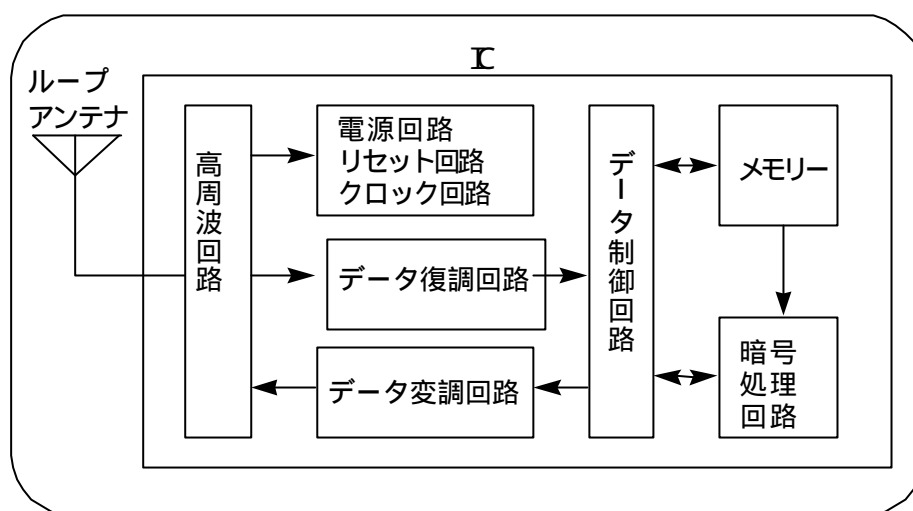 IC
ループ
アンテナ
高周波回路
電源回路
リセット回路
クロック回路
データ復調回路
データ変調回路
データ制御回路
メモリー
暗号
処理
回路